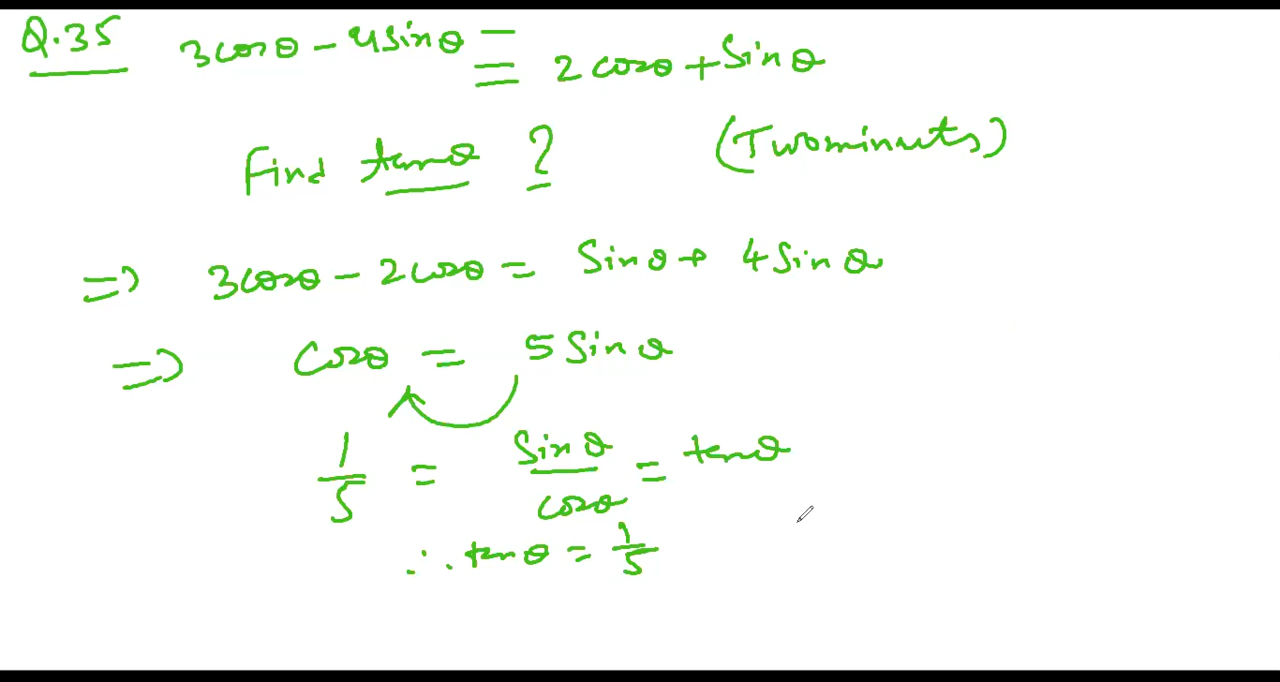 Q.35 3cosθ - 4sinθ = 2cosθ + Sinθ
Find tanθ ? (Twominuts)
=> 3cosθ - 2cosθ = Sinθ + 4Sinθ
=> Cosθ = 5Sinθ
1/5 = Sinθ/cosθ = tanθ
∴ tanθ = 1/5